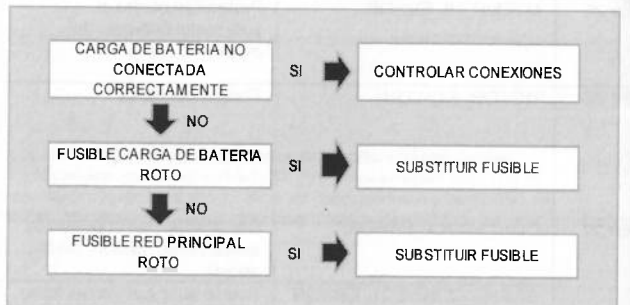 CARGA DE BATERIA NO
CONECTADA
CORRECTAMENTE
SI
CONTROLAR CONEXIONES
NO
FUSIBLE CARGA DE BATERIA
ROTO
SI
SUBSTITUIR FUSIBLE
NO
FUSIBLE RED PRINCIPAL
ROTO
SI
SUBSTITUIR FUSIBLE